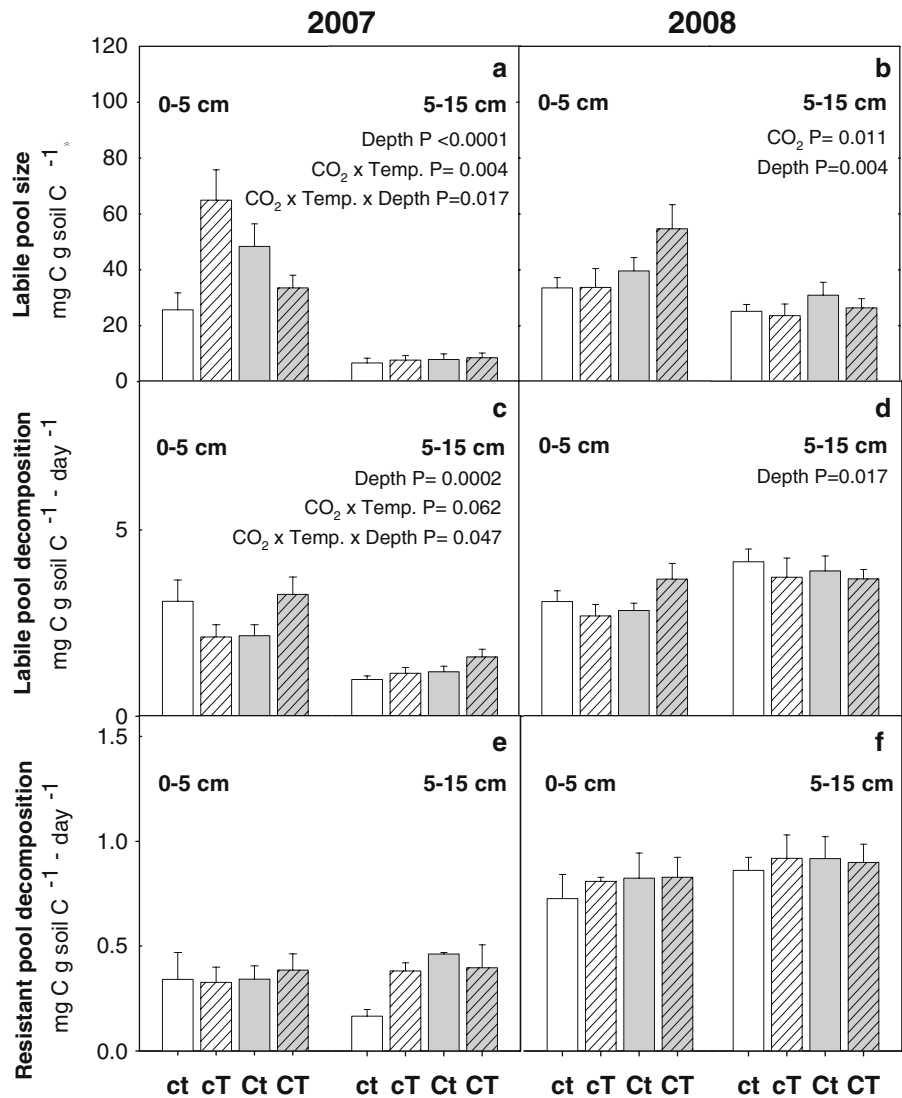 2007
2008
Labile pool size
mg C g soil C -1
120
100
80
60
40
20
0
a
0-5 cm
5-15 cm
Depth P <0.0001
CO2 x Temp. P= 0.004
CO2 x Temp. x Depth P=0.017
b
0-5 cm
5-15 cm
CO2 P= 0.011
Depth P=0.004
Labile pool decomposition
mg C g soil C -1 - day -1
5
0
c
0-5 cm
5-15 cm
Depth P= 0.0002
CO2 x Temp. P= 0.062
CO2 x Temp. x Depth P= 0.047
d
0-5 cm
5-15 cm
Depth P=0.017
Resistant pool decomposition
mg C g soil C -1 - day -1
1.5
1.0
0.5
0.0
e
0-5 cm
5-15 cm
f
0-5 cm
5-15 cm
ct cT Ct CT ct cT Ct CT ct cT Ct CT ct cT Ct CT